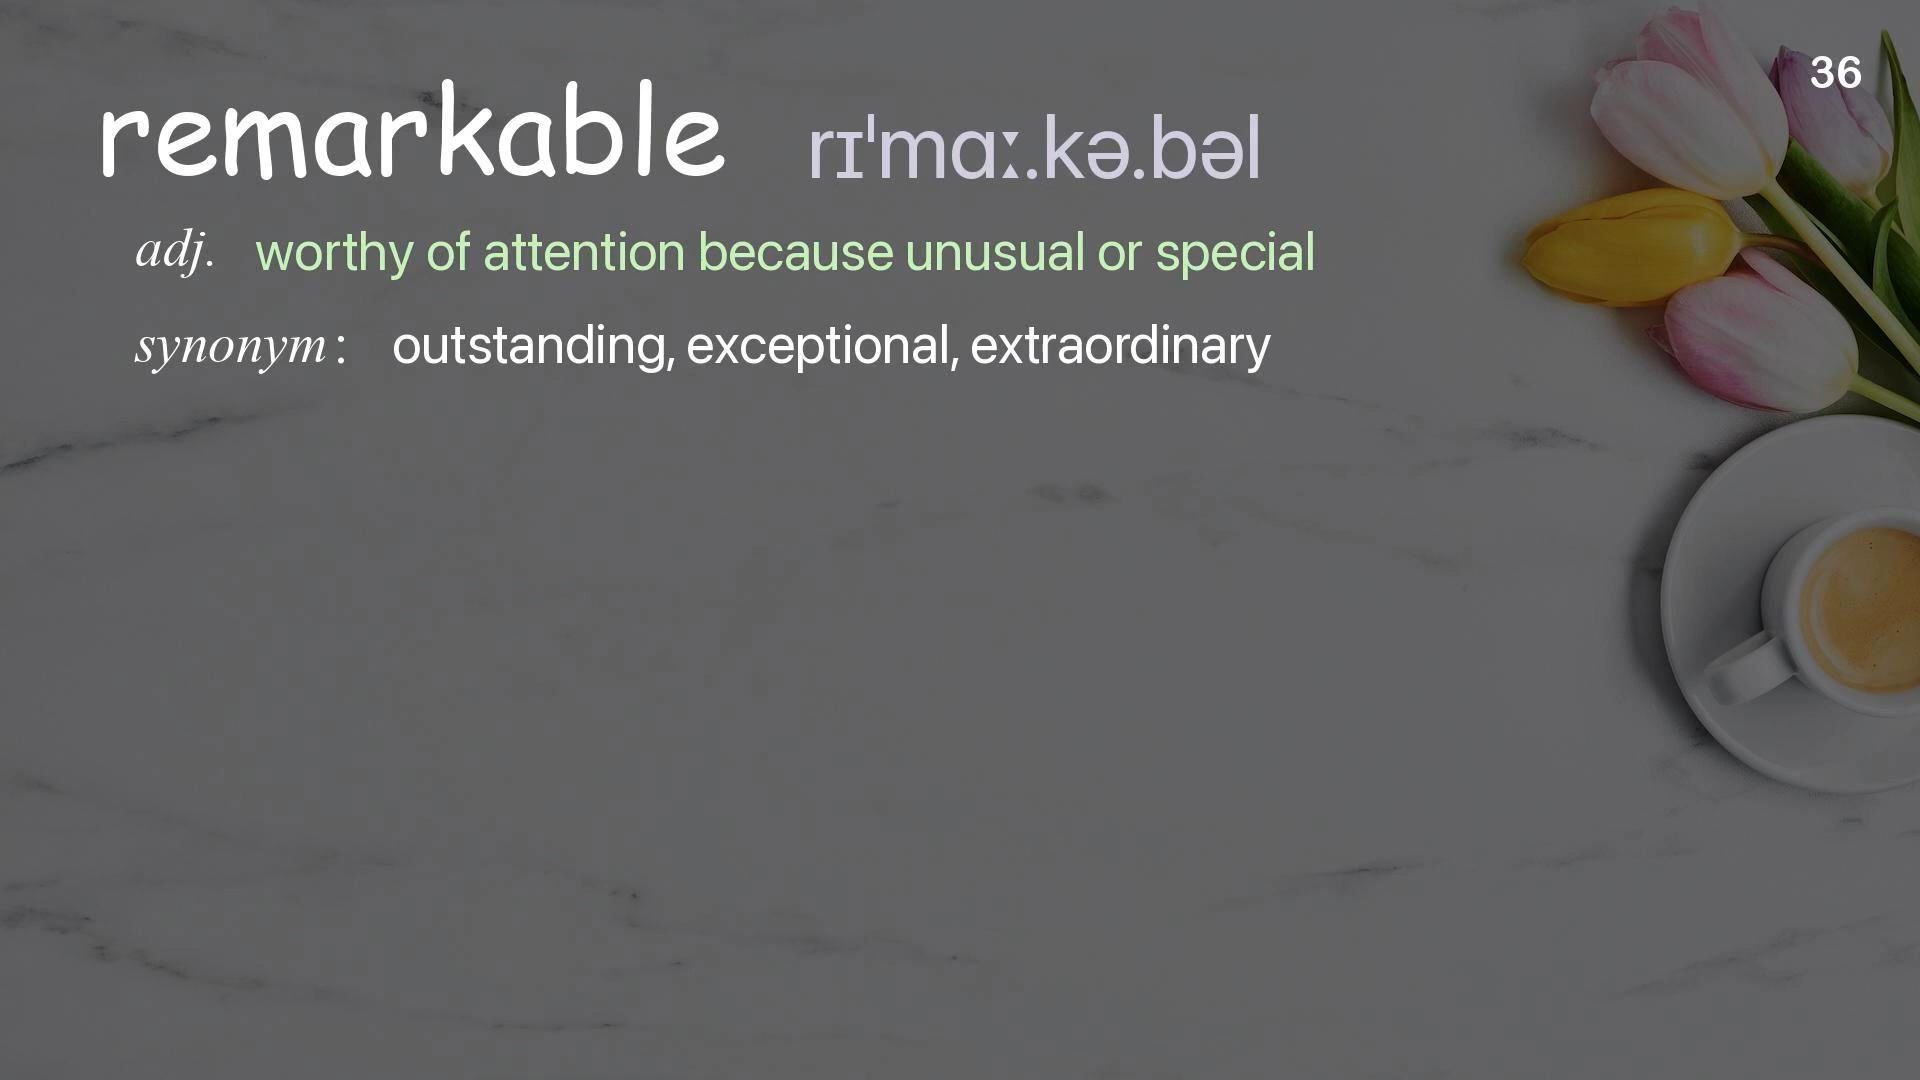 36
remarkable rɪˈmɑː.kə.bəl
adj. worthy of attention because unusual or special
synonym: outstanding, exceptional, extraordinary